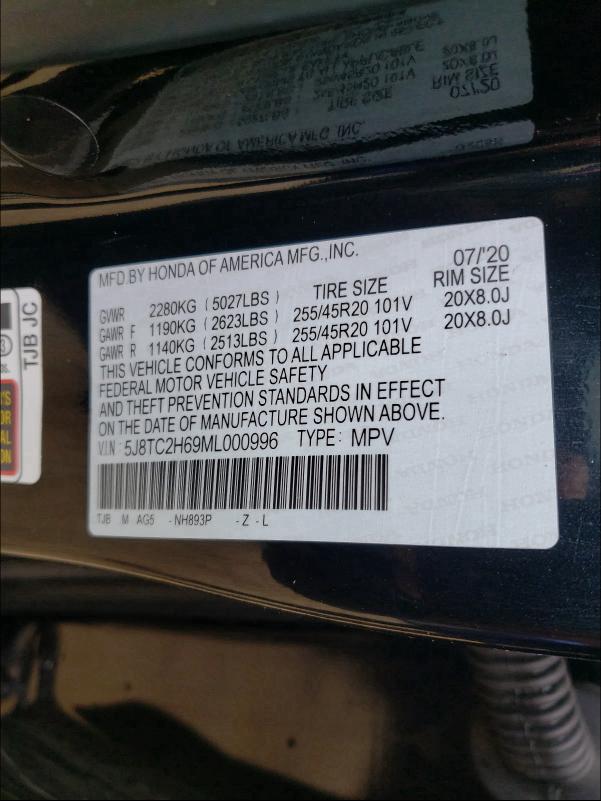 MFD.BY HONDA OF AMERICA MFG.,INC. 07/'20
GVWR 2280KG (5027LBS) TIRE SIZE RIM SIZE
GAWR F 1190KG (2623LBS) 255/45R20 101V 20X8.0J
GAWR R 1140KG (2513LBS) 255/45R20 101V 20X8.0J
THIS VEHICLE CONFORMS TO ALL APPLICABLE
FEDERAL MOTOR VEHICLE SAFETY
AND THEFT PREVENTION STANDARDS IN EFFECT
ON THE DATE OF MANUFACTURE SHOWN ABOVE.
V.I.N: 5J8TC2H69ML000996 TYPE: MPV
TJB M AG5 - NH893P - Z - L
TJB JC